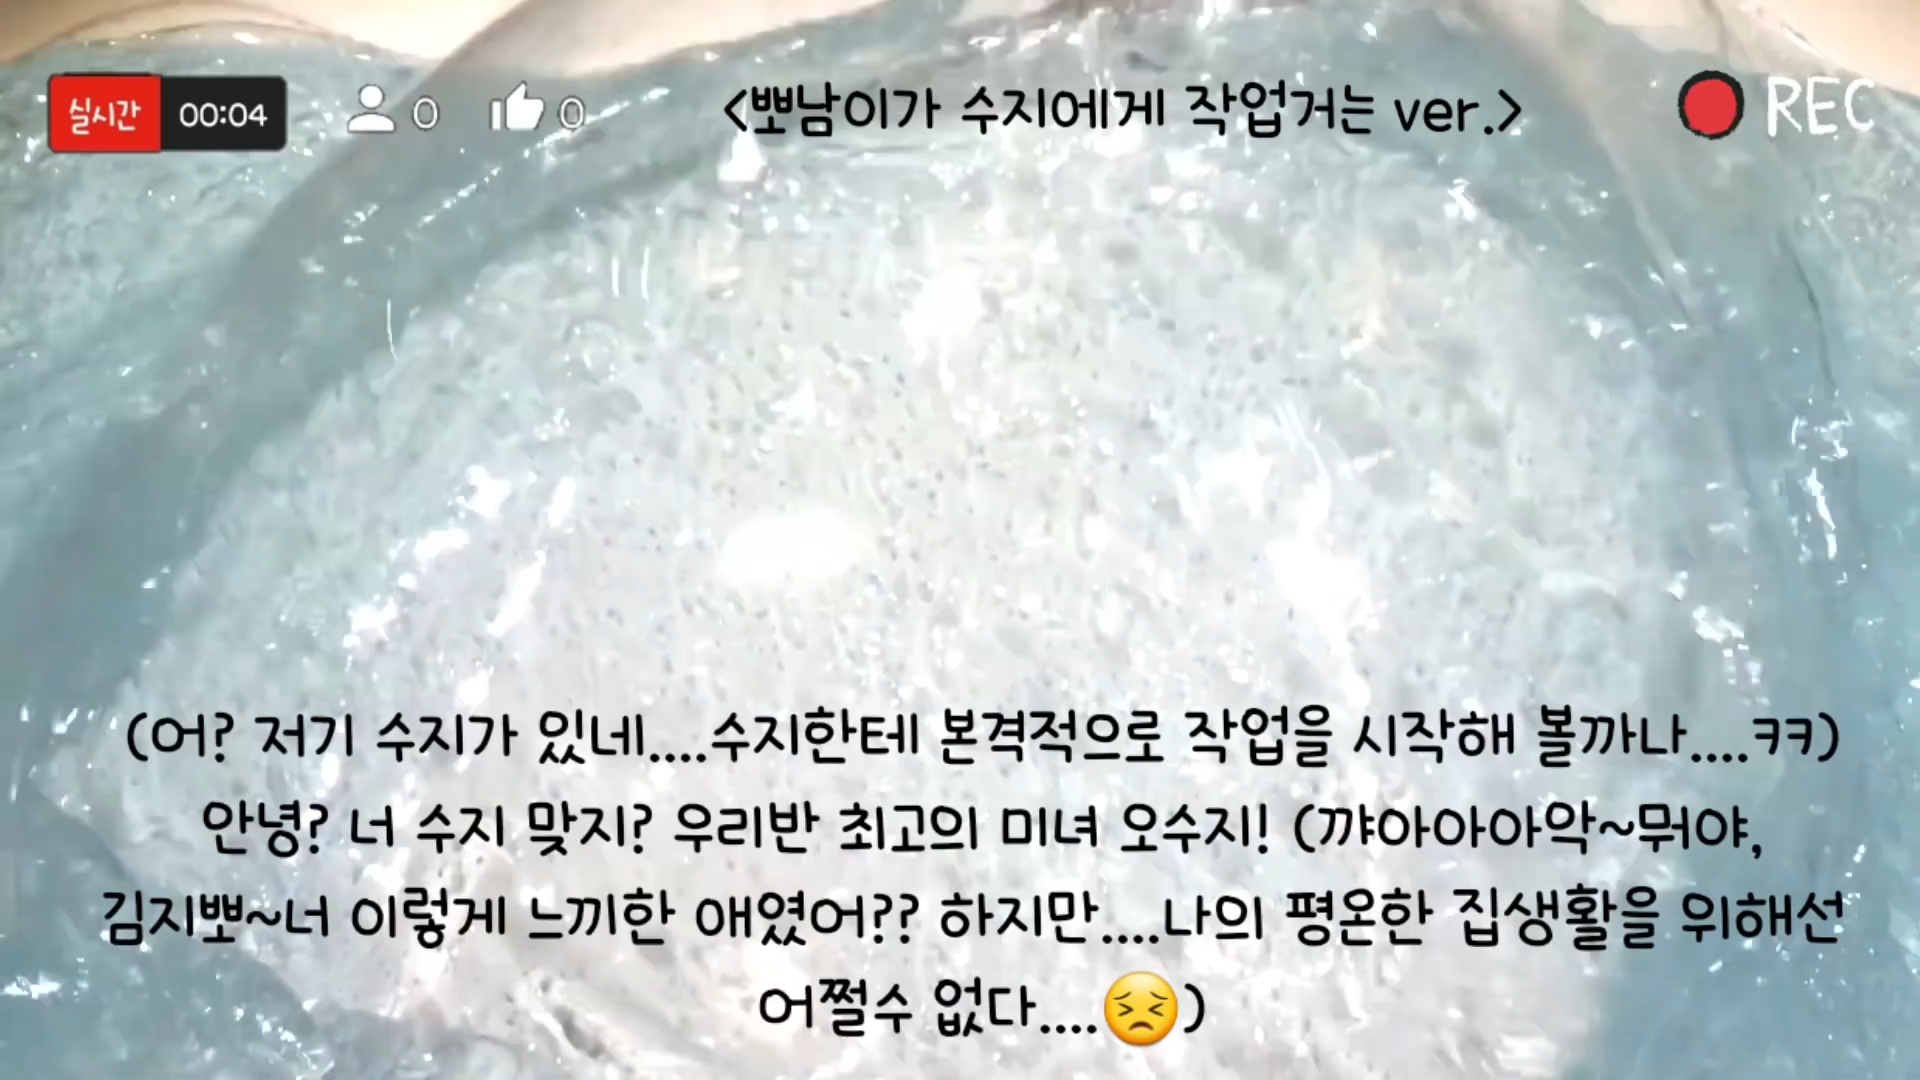 실시간 00:04 0 0 <뽀남이가 수지에게 작업거는 ver.> REC
(어? 저기 수지가 있네....수지한테 본격적으로 작업을 시작해 볼까나....ㅋㅋ)
안녕? 너 수지 맞지? 우리반 최고의 미녀 오수지! (꺄아아아악~뭐야,
김지뽀~너 이렇게 느끼한 애였어?? 하지만....나의 평온한 집생활을 위해선
어쩔수 없다....😣)